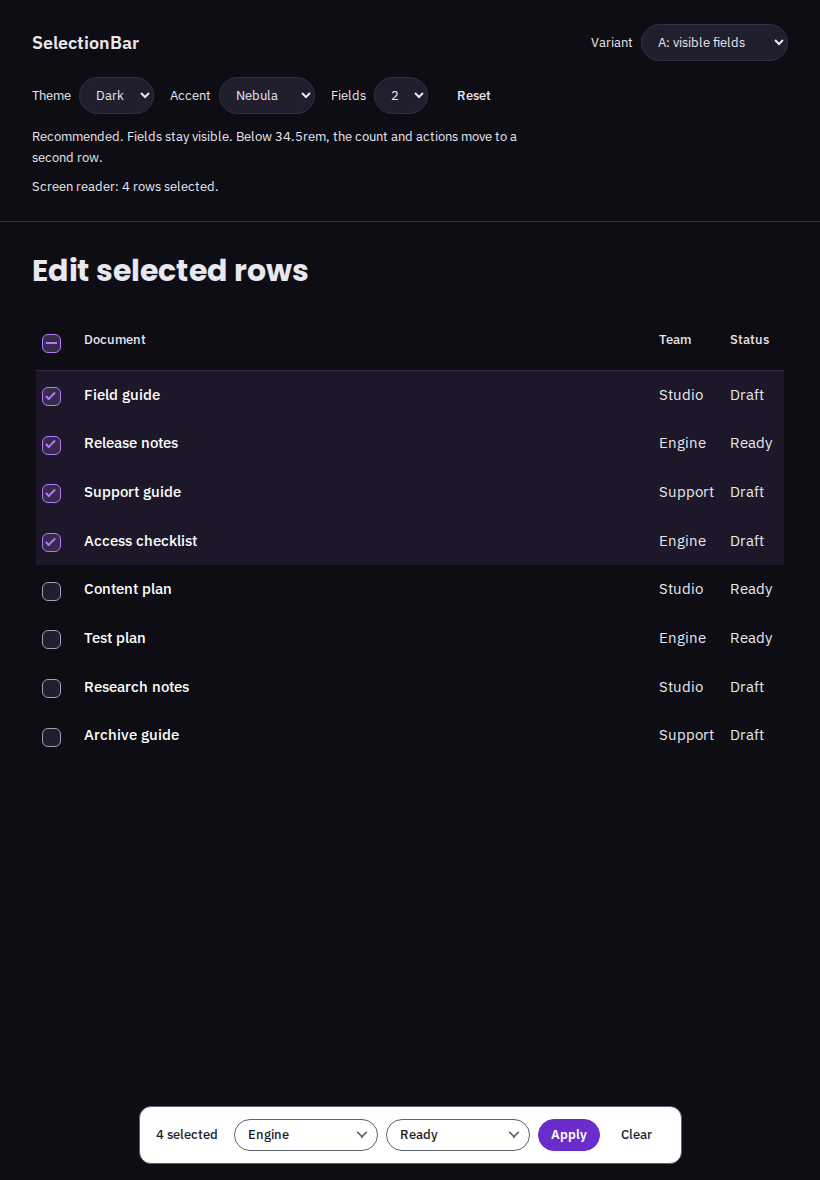 SelectionBar
Variant A: visible fields
Theme Dark Accent Nebula Fields 2 Reset
Recommended. Fields stay visible. Below 34.5rem, the count and actions move to a
second row.
Screen reader: 4 rows selected.
Edit selected rows
Document Team Status
Field guide Studio Draft
Release notes Engine Ready
Support guide Support Draft
Access checklist Engine Draft
Content plan Studio Ready
Test plan Engine Ready
Research notes Studio Draft
Archive guide Support Draft
4 selected Engine Ready Apply Clear